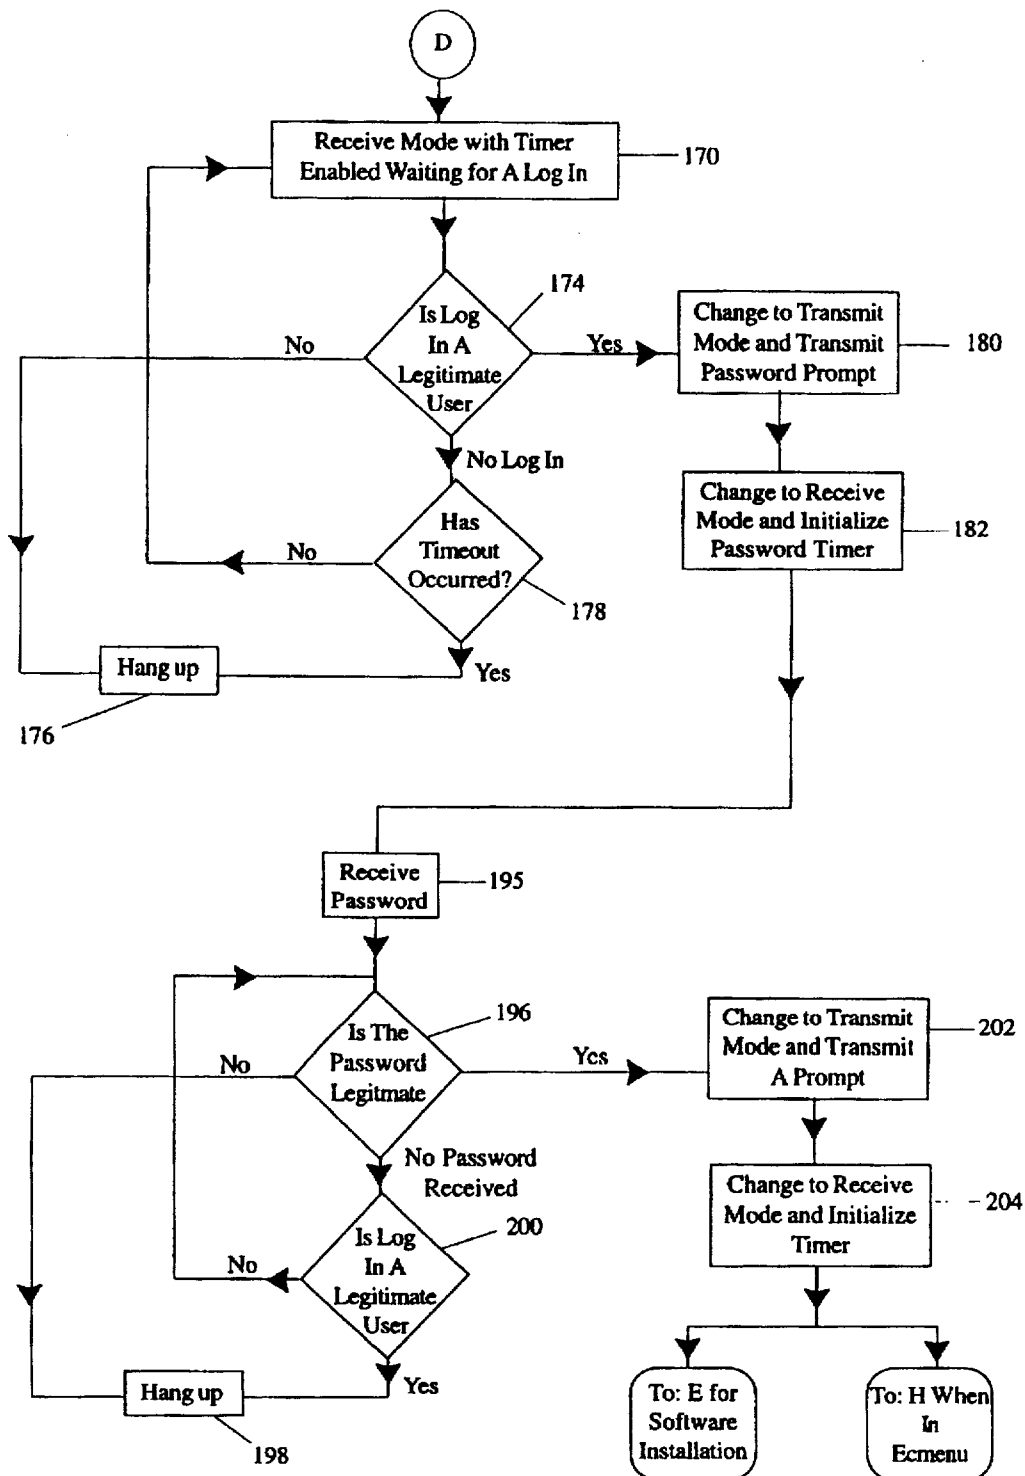 D
Receive Mode with Timer
Enabled Waiting for A Log In
170
174
Is Log
In A
Legitimate
User
No
Yes
Change to Transmit
Mode and Transmit
Password Prompt
180
No Log In
Change to Receive
Mode and Initialize
Password Timer
182
Has
Timeout
Occurred?
No
178
Hang up
Yes
176
Receive
Password
195
196
Is The
Password
Legitmate
No
Yes
Change to Transmit
Mode and Transmit
A Prompt
202
No Password
Received
Change to Receive
Mode and Initialize
Timer
204
200
Is Log
In A
Legitimate
User
No
Hang up
Yes
198
To: E for
Software
Installation
To: H When
In
Ecmenu